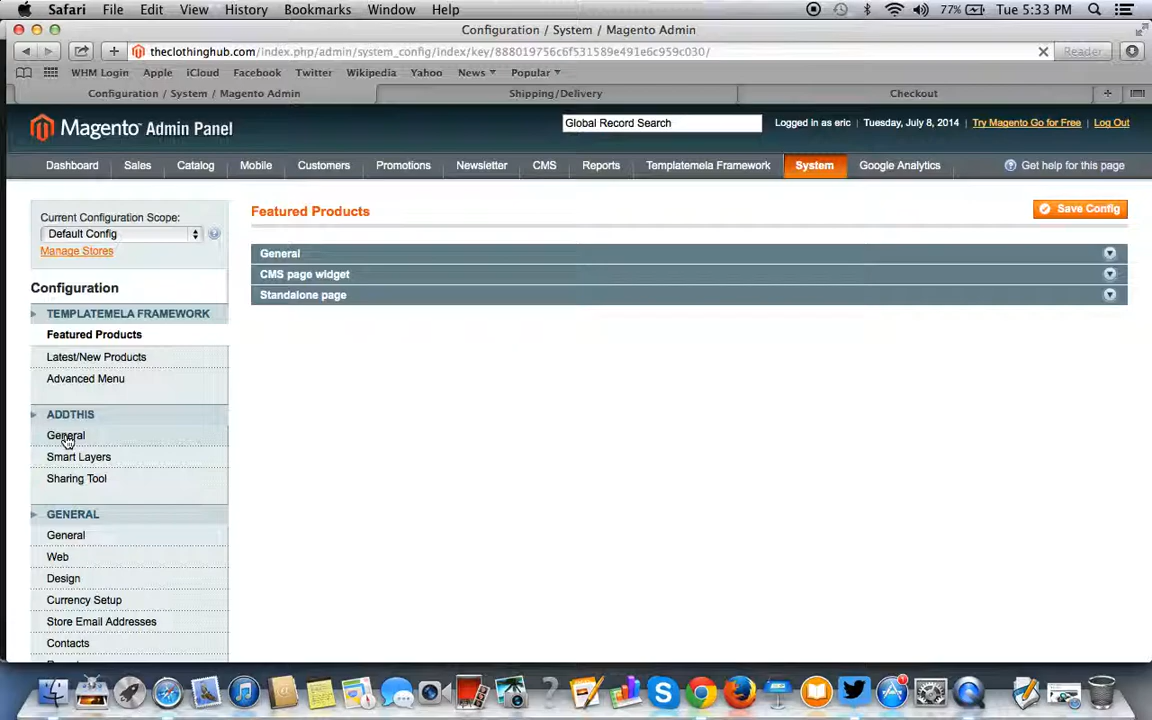 Safari File Edit View History Bookmarks Window Help 77% Tue 5:33 PM
Configuration / System / Magento Admin
theclothinghub.com/index.php/admin/system_config/index/key/888019756c6f531589e491e6c959c030/ Reader
WHM Login Apple iCloud Facebook Twitter Wikipedia Yahoo News Popular
Configuration / System / Magento Admin Shipping/Delivery Checkout
Magento Admin Panel Global Record Search Logged in as eric Tuesday, July 8, 2014 Try Magento Go for Free Log Out
Dashboard Sales Catalog Mobile Customers Promotions Newsletter CMS Reports Templatemela Framework System Google Analytics Get help for this page
Current Configuration Scope:
Default Config
Manage Stores
Configuration
TEMPLATEMELA FRAMEWORK
Featured Products
Latest/New Products
Advanced Menu
ADDTHIS
General
Smart Layers
Sharing Tool
GENERAL
General
Web
Design
Currency Setup
Store Email Addresses
Contacts
Featured Products Save Config
General
CMS page widget
Standalone page